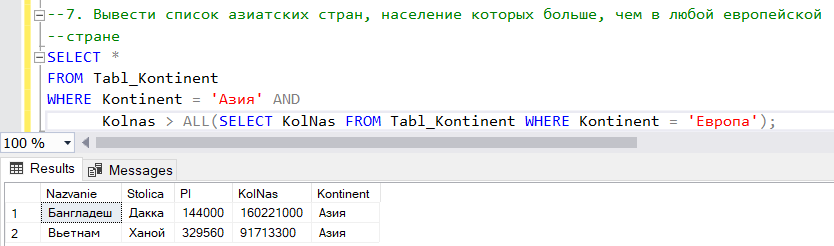 --7. Вывести список азиатских стран, население которых больше, чем в любой европейской
--стране
SELECT *
FROM Tabl_Kontinent
WHERE Kontinent = 'Азия' AND
Kolnas > ALL(SELECT KolNas FROM Tabl_Kontinent WHERE Kontinent = 'Европа');
100 %
Results Messages
Nazvanie Stolica Pl KolNas Kontinent
1 Бангладеш Дакка 144000 160221000 Азия
2 Вьетнам Ханой 329560 91713300 Азия